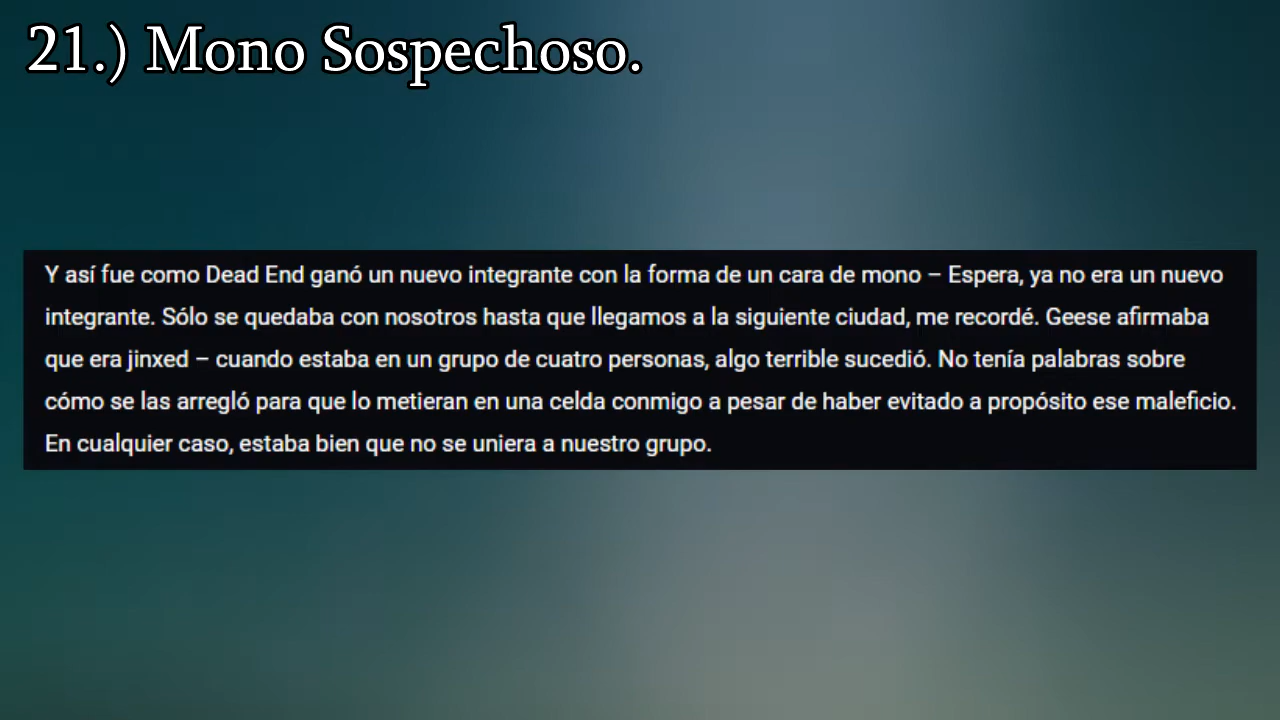 21.) Mono Sospechoso.
Y así fue como Dead End ganó un nuevo integrante con la forma de un cara de mono – Espera, ya no era un nuevo
integrante. Sólo se quedaba con nosotros hasta que llegamos a la siguiente ciudad, me recordé. Geese afirmaba
que era jinxed – cuando estaba en un grupo de cuatro personas, algo terrible sucedió. No tenía palabras sobre
cómo se las arregló para que lo metieran en una celda conmigo a pesar de haber evitado a propósito ese maleficio.
En cualquier caso, estaba bien que no se uniera a nuestro grupo.